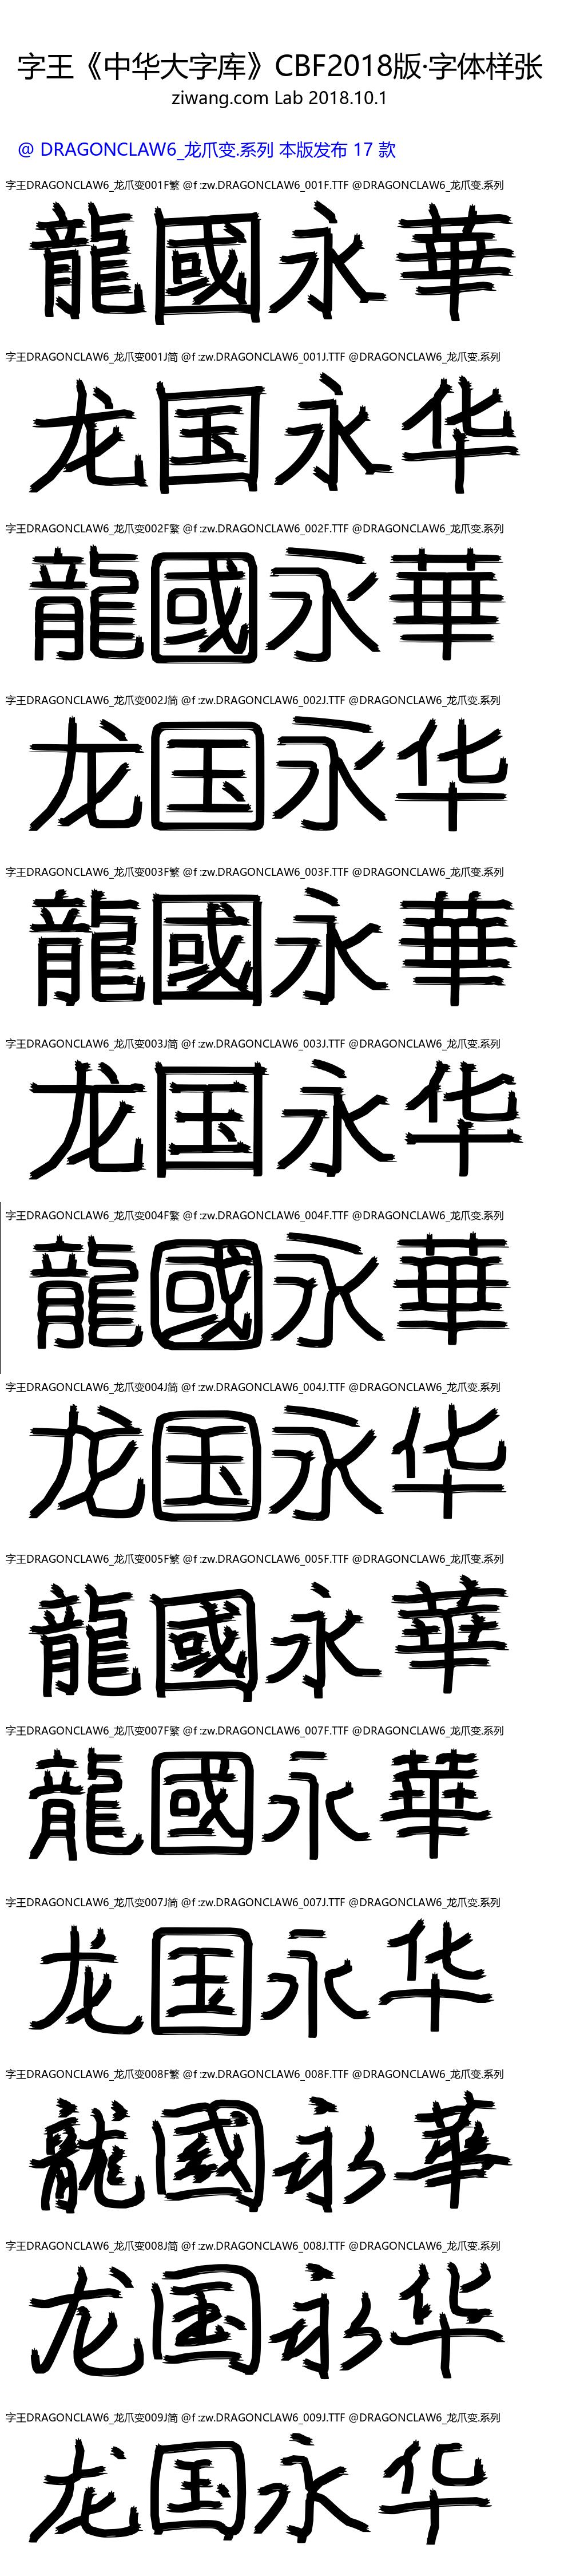 字王《中华大字库》CBF2018版·字体样张
ziwang.com Lab 2018.10.1
@ DRAGONCLAW6_龙爪变.系列 本版发布 17 款
字王DRAGONCLAW6_龙爪变001F繁 @f :zw.DRAGONCLAW6_001F.TTF @DRAGONCLAW6_龙爪变.系列
龍國永華
字王DRAGONCLAW6_龙爪变001J简 @f :zw.DRAGONCLAW6_001J.TTF @DRAGONCLAW6_龙爪变.系列
龙国永华
字王DRAGONCLAW6_龙爪变002F繁 @f :zw.DRAGONCLAW6_002F.TTF @DRAGONCLAW6_龙爪变.系列
龍國永華
字王DRAGONCLAW6_龙爪变002J简 @f :zw.DRAGONCLAW6_002J.TTF @DRAGONCLAW6_龙爪变.系列
龙国永华
字王DRAGONCLAW6_龙爪变003F繁 @f :zw.DRAGONCLAW6_003F.TTF @DRAGONCLAW6_龙爪变.系列
龍國永華
字王DRAGONCLAW6_龙爪变003J简 @f :zw.DRAGONCLAW6_003J.TTF @DRAGONCLAW6_龙爪变.系列
龙国永华
字王DRAGONCLAW6_龙爪变004F繁 @f :zw.DRAGONCLAW6_004F.TTF @DRAGONCLAW6_龙爪变.系列
龍國永華
字王DRAGONCLAW6_龙爪变004J简 @f :zw.DRAGONCLAW6_004J.TTF @DRAGONCLAW6_龙爪变.系列
龙国永华
字王DRAGONCLAW6_龙爪变005F繁 @f :zw.DRAGONCLAW6_005F.TTF @DRAGONCLAW6_龙爪变.系列
龍國永華
字王DRAGONCLAW6_龙爪变007F繁 @f :zw.DRAGONCLAW6_007F.TTF @DRAGONCLAW6_龙爪变.系列
龍國永華
字王DRAGONCLAW6_龙爪变007J简 @f :zw.DRAGONCLAW6_007J.TTF @DRAGONCLAW6_龙爪变.系列
龙国永华
字王DRAGONCLAW6_龙爪变008F繁 @f :zw.DRAGONCLAW6_008F.TTF @DRAGONCLAW6_龙爪变.系列
龍國永華
字王DRAGONCLAW6_龙爪变008J简 @f :zw.DRAGONCLAW6_008J.TTF @DRAGONCLAW6_龙爪变.系列
龙国永华
字王DRAGONCLAW6_龙爪变009J简 @f :zw.DRAGONCLAW6_009J.TTF @DRAGONCLAW6_龙爪变.系列
龙国永华